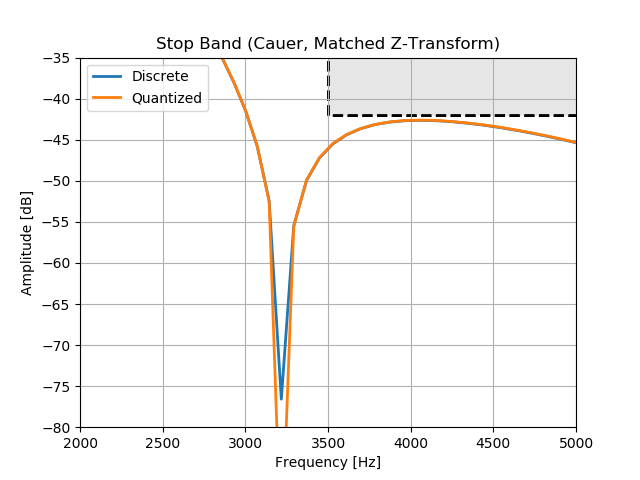 Stop Band (Cauer, Matched Z-Transform)
Discrete
Quantized
Amplitude [dB]
−35
−40
−45
−50
−55
−60
−65
−70
−75
−80
2000 2500 3000 3500 4000 4500 5000
Frequency [Hz]